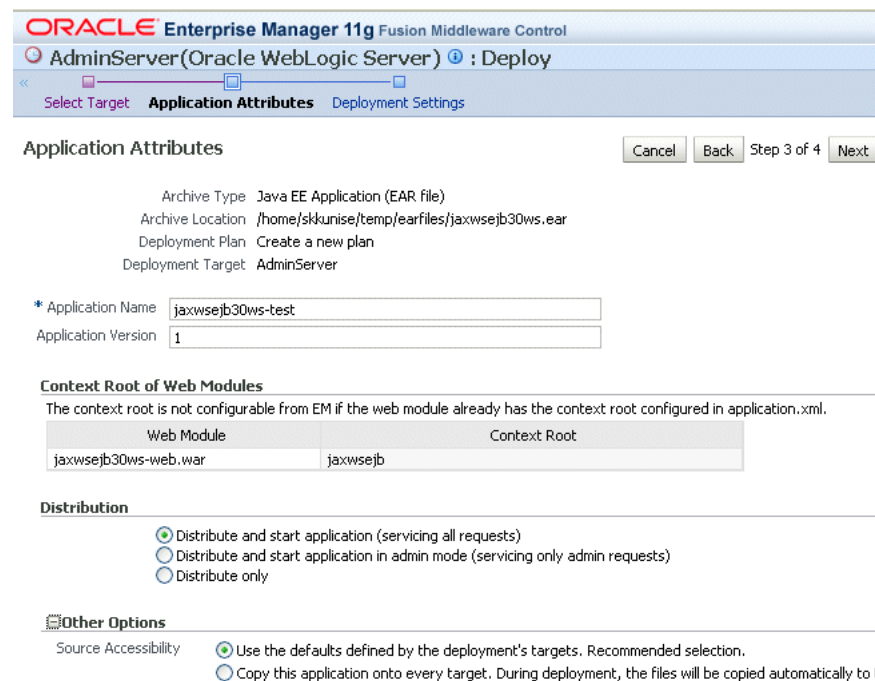 ORACLE Enterprise Manager 11g Fusion Middleware Control
AdminServer(Oracle WebLogic Server) : Deploy
Select Target Application Attributes Deployment Settings
Application Attributes
Cancel Back Step 3 of 4 Next
Archive Type Java EE Application (EAR file)
Archive Location /home/skkunise/temp/earfiles/jaxwsejb30ws.ear
Deployment Plan Create a new plan
Deployment Target AdminServer
* Application Name jaxwsejb30ws-test
Application Version 1
Context Root of Web Modules
The context root is not configurable from EM if the web module already has the context root configured in application.xml.
Web Module Context Root
jaxwsejb30ws-web.war jaxwsejb
Distribution
Distribute and start application (servicing all requests)
Distribute and start application in admin mode (servicing only admin requests)
Distribute only
Other Options
Source Accessibility Use the defaults defined by the deployment's targets. Recommended selection.
Copy this application onto every target. During deployment, the files will be copied automatically to